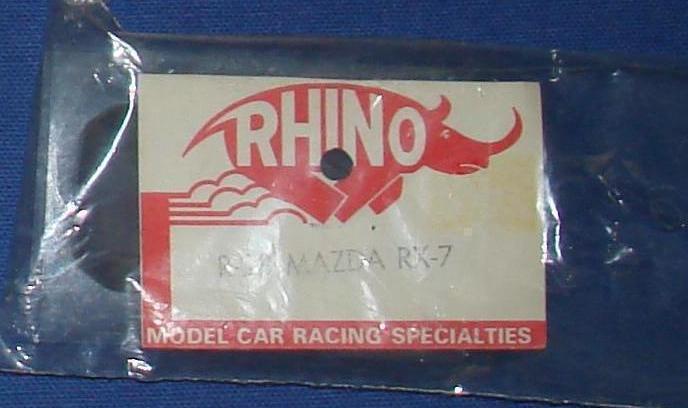 RHINO
MAZDA RX-7
MODEL CAR RACING SPECIALTIES